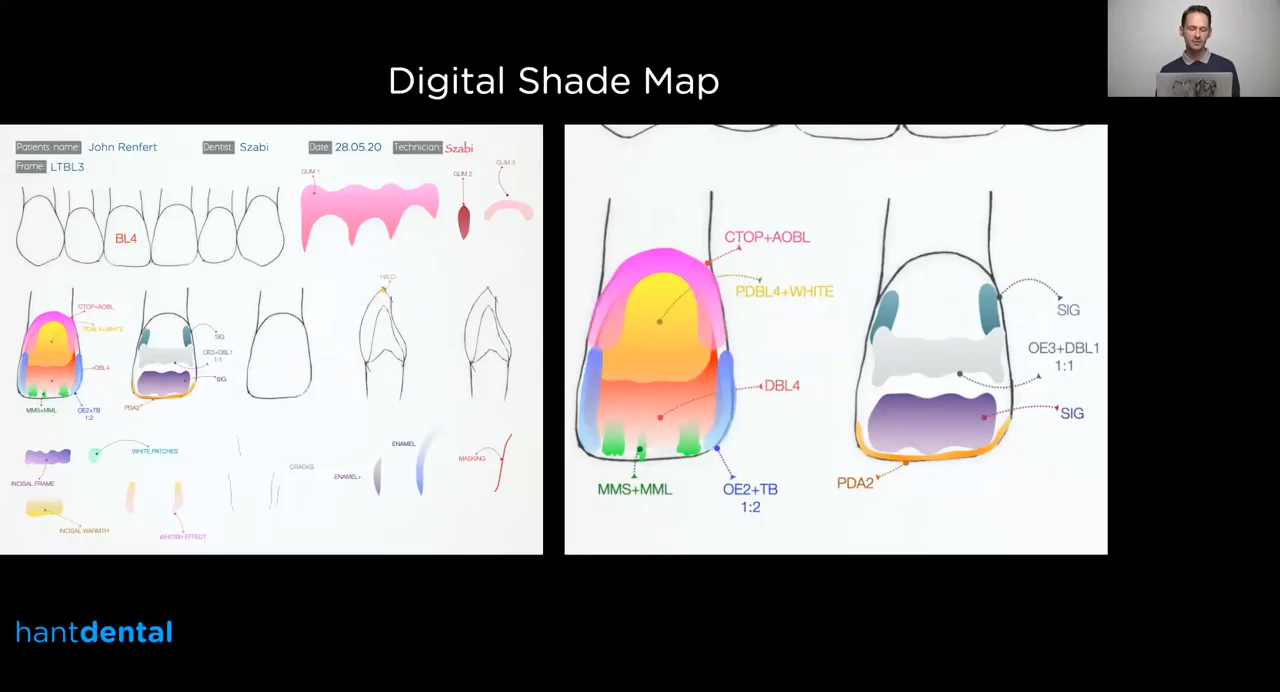 Digital Shade Map
Patients name: John Renfert Dentist: Szabi Date: 28.05.20 Technician: Szabi
Frame: LTBL3
GUM 1
GUM 2
GUM 3
BL4
HALO
CTOP+AOBL
PDBL4+WHITE
DBL4
MMS+MML
OE2+TB
1:2
SIG
OE3+DBL1
1:1
SIG
PDA2
INCISAL FRAME
WHITE PATCHES
INCISAL WARMTH
WHITISH EFFECT
CRACKS
ENAMEL+
ENAMEL
MASKING
CTOP+AOBL
PDBL4+WHITE
DBL4
MMS+MML
OE2+TB
1:2
SIG
OE3+DBL1
1:1
SIG
PDA2
hantdental